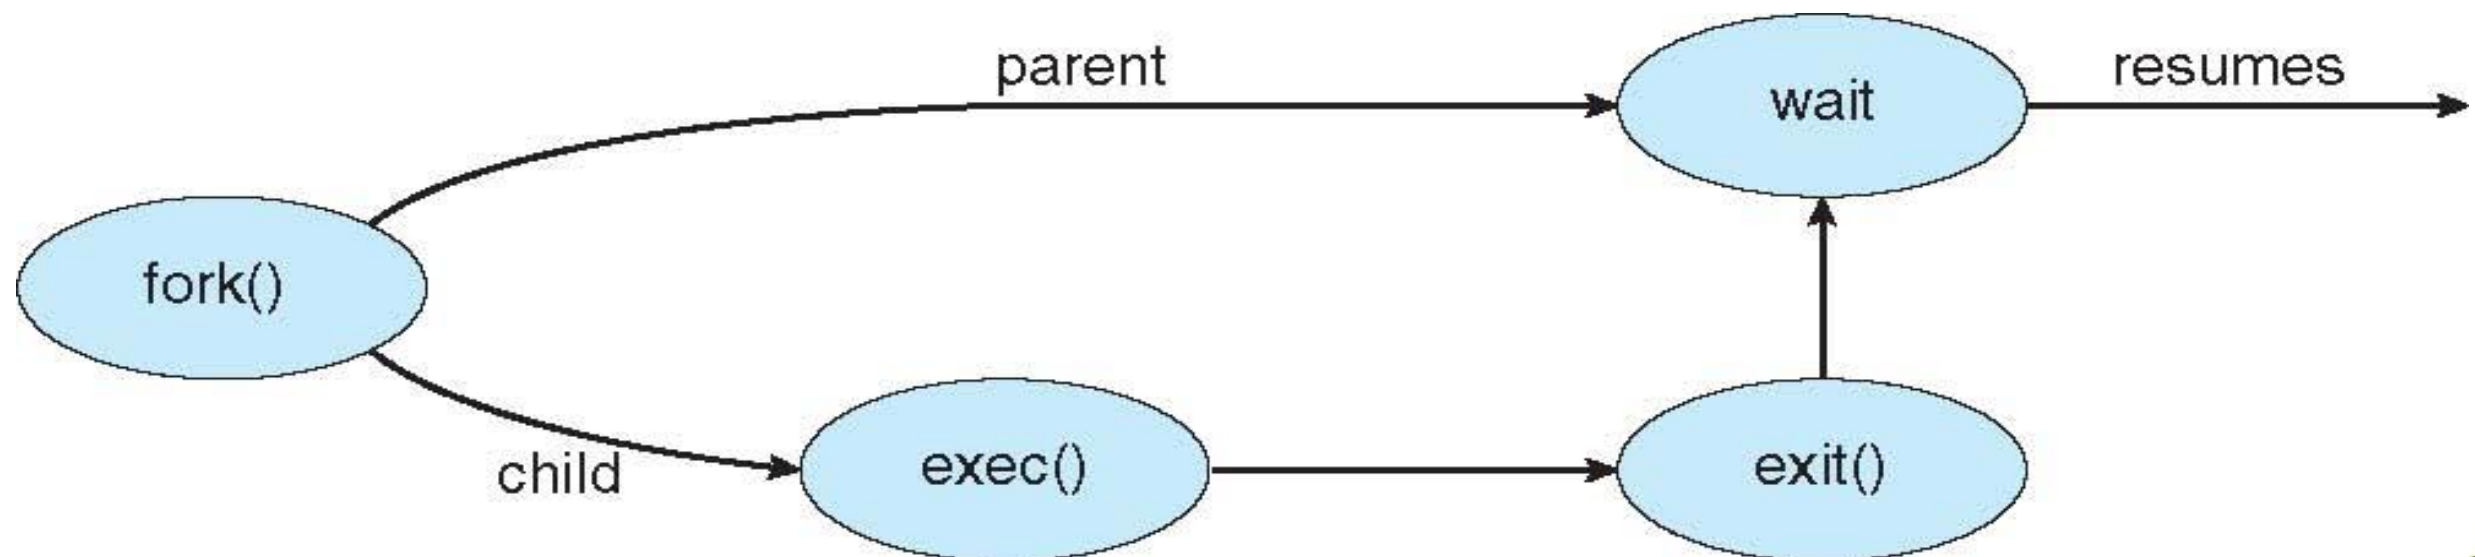 parent
resumes
wait
fork()
child
exec()
exit()